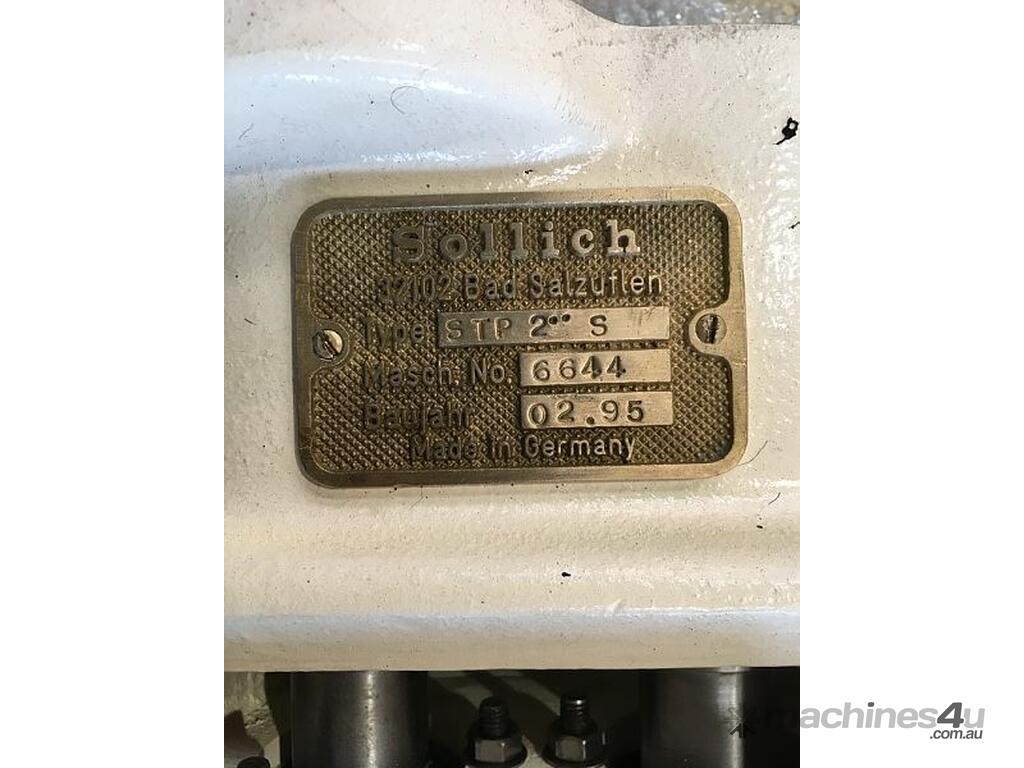 Sollich
32102 Bad Salzuflen
Type STP 2" S
Masch. No. 6644
Baujahr 02.95
Made in Germany
machines4u
.com.au